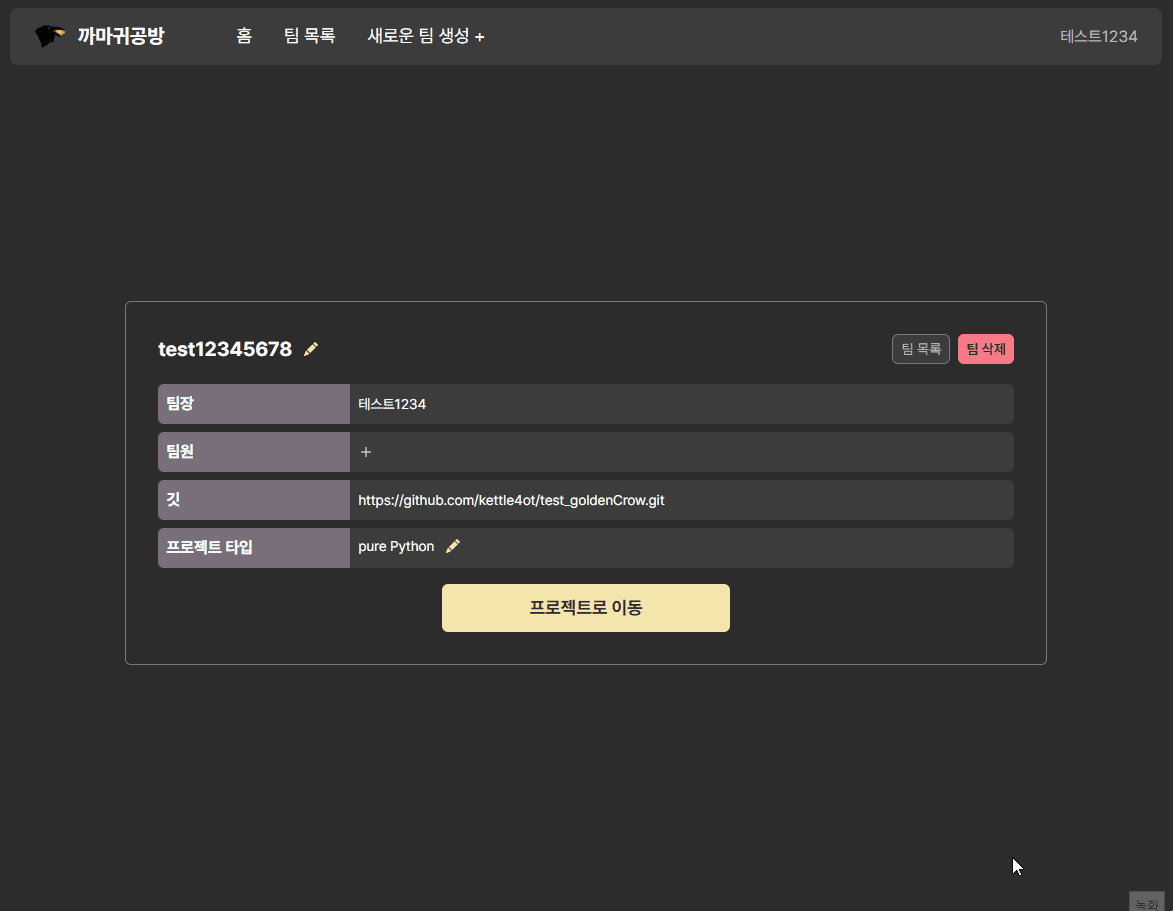 까마귀공방 홈 팀 목록 새로운 팀 생성 + 테스트1234
test12345678 팀 목록 팀 삭제
팀장 테스트1234
팀원 +
깃 https://github.com/kettle4ot/test_goldenCrow.git
프로젝트 타입 pure Python
프로젝트로 이동
녹화